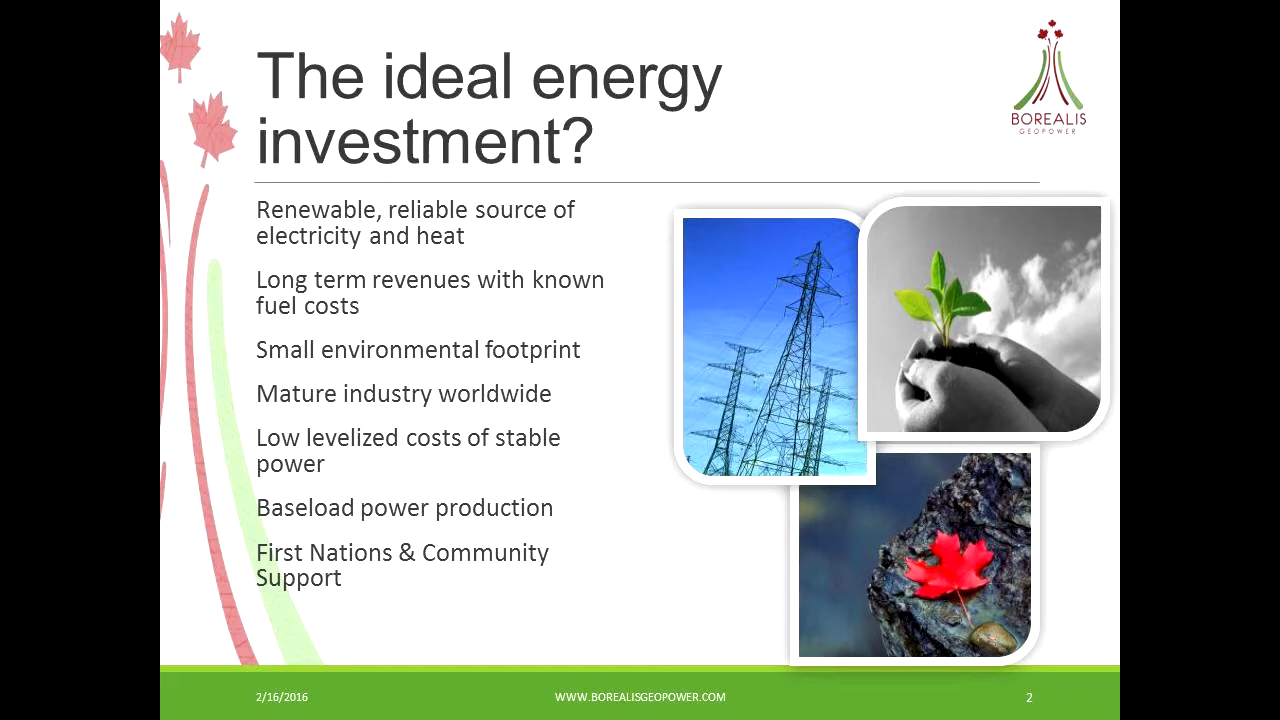 The ideal energy
investment?
BOREALIS
GEOPOWER
Renewable, reliable source of
electricity and heat
Long term revenues with known
fuel costs
Small environmental footprint
Mature industry worldwide
Low levelized costs of stable
power
Baseload power production
First Nations & Community
Support
2/16/2016
WWW.BOREALISGEOPOWER.COM
2